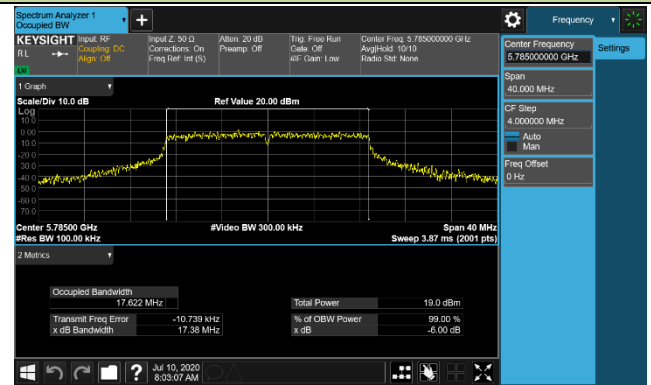 Spectrum Analyzer 1
Occupied BW
+
Frequency
KEYSIGHT
RL
Input: RF
Coupling: DC
Align: Off
Input Z: 50 Ω
Corrections: On
Freq Ref: Int (S)
Atten: 20 dB
Preamp: Off
Trig: Free Run
Gate: Off
#IF Gain: Low
Center Freq: 5.785000000 GHz
Avg|Hold: 10/10
Radio Std: None
Center Frequency
5.785000000 GHz
Settings
Span
40.000 MHz
CF Step
4.000000 MHz
Auto
Man
Freq Offset
0 Hz
1 Graph
Scale/Div 10.0 dB
Ref Value 20.00 dBm
Log
10.0
0.00
-10.0
-20.0
-30.0
-40.0
-50.0
-60.0
-70.0
Center 5.78500 GHz
#Video BW 300.00 kHz
Span 40 MHz
#Res BW 100.00 kHz
Sweep 3.87 ms (2001 pts)
2 Metrics
Occupied Bandwidth
17.622 MHz
Total Power 19.0 dBm
Transmit Freq Error -10.739 kHz
% of OBW Power 99.00 %
x dB Bandwidth 17.38 MHz
x dB -6.00 dB
?
Jul 10, 2020
8:03:07 AM